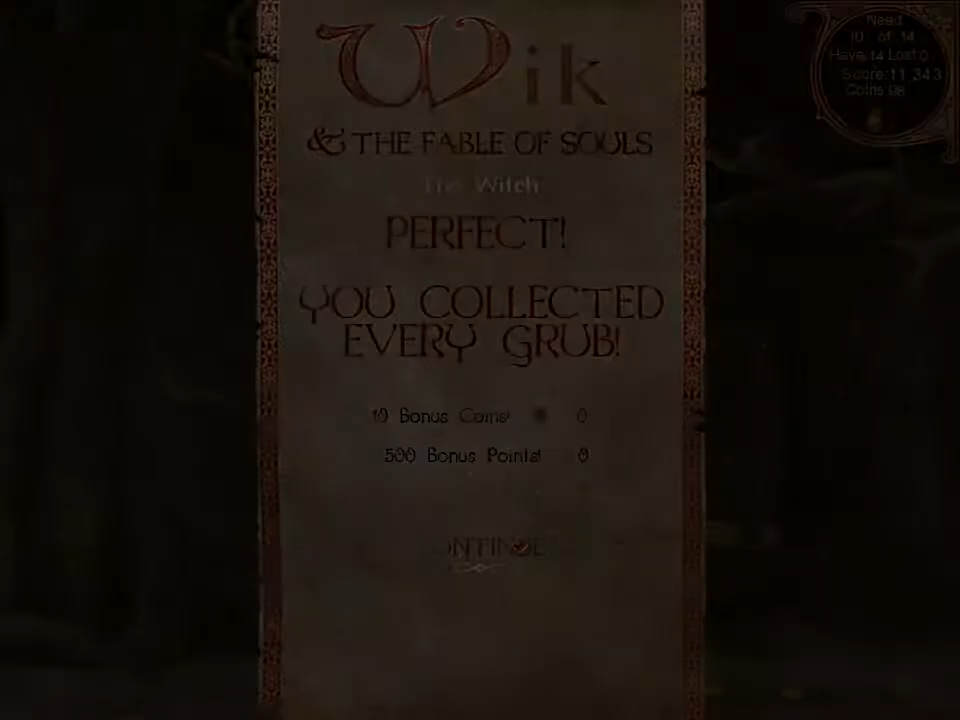 Need
10 of 14
Have:14 Lost:0
Score:11,343
Coins:98
Wik
& THE FABLE OF SOULS
The Witch
PERFECT!
YOU COLLECTED
EVERY GRUB!
10 Bonus Coins! 0
500 Bonus Points! 0
CONTINUE